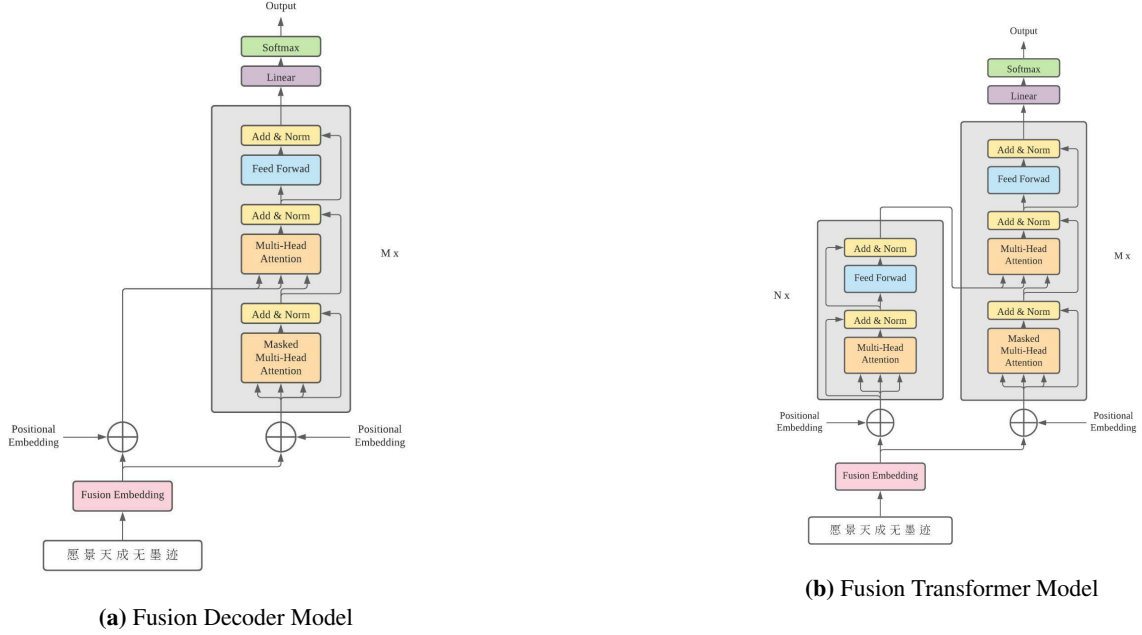 Output
Softmax
Linear
Add & Norm
Feed Forwad
Add & Norm
Multi-Head
Attention
M x
Add & Norm
Masked
Multi-Head
Attention
Positional
Embedding
Positional
Embedding
Fusion Embedding
愿景天成无墨迹
(a) Fusion Decoder Model
Output
Softmax
Linear
Add & Norm
Feed Forwad
Add & Norm
Multi-Head
Attention
M x
Add & Norm
Masked
Multi-Head
Attention
Add & Norm
Feed Forwad
N x
Add & Norm
Multi-Head
Attention
Positional
Embedding
Positional
Embedding
Fusion Embedding
愿景天成无墨迹
(b) Fusion Transformer Model